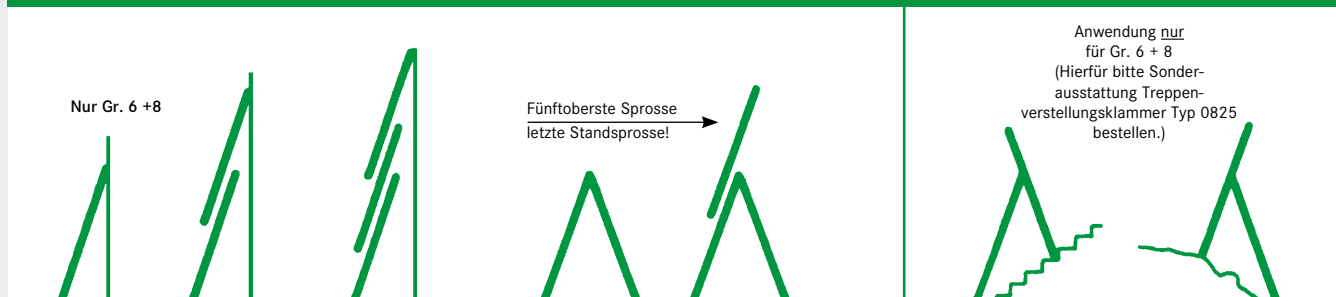 Nur Gr. 6 +8
Fünftoberste Sprosse
letzte Standsprosse!
Anwendung nur
für Gr. 6 + 8
(Hierfür bitte Sonder-
ausstattung Treppen-
verstellungsklammer Typ 0825
bestellen.)